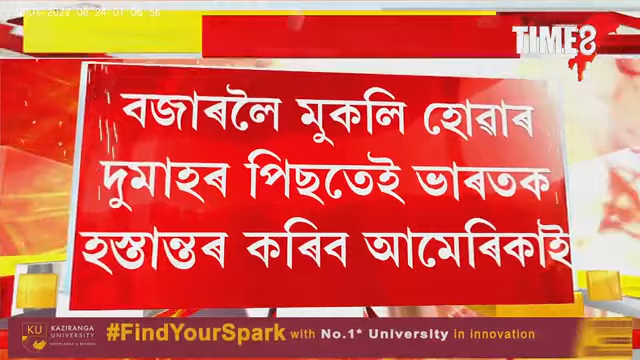 TIME8
বজাৰলৈ মুকলি হোৱাৰ
দুমাহৰ পিছতেই ভাৰতক
হস্তান্তৰ কৰিব আমেৰিকাই
KU KAZIRANGA UNIVERSITY #FindYourSpark with No.1* University in innovation